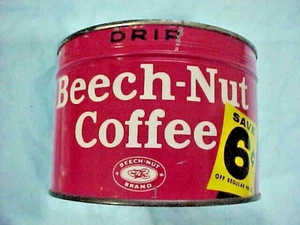 DRIP
Beech-Nut
Coffee
SAVE
6¢
OFF REGULAR
BEECH-NUT
BRAND